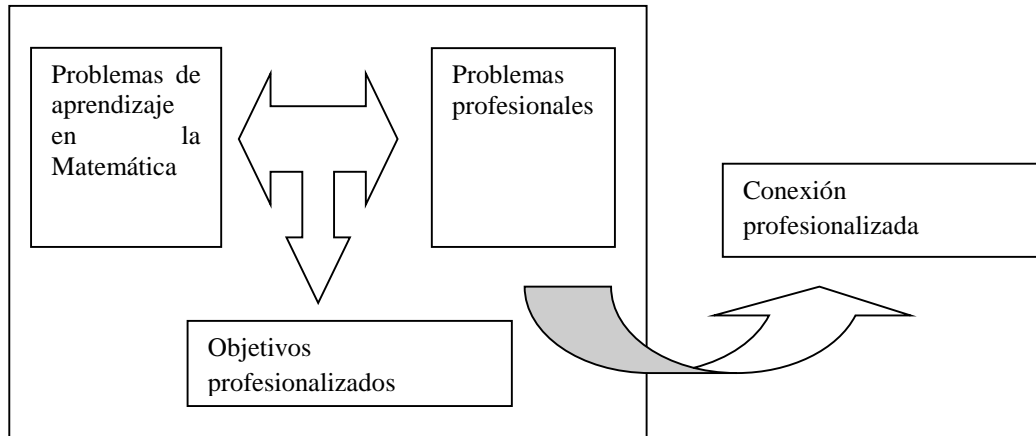 Problemas de
aprendizaje
en la
Matemática
Problemas
profesionales
Conexión
profesionalizada
Objetivos
profesionalizados